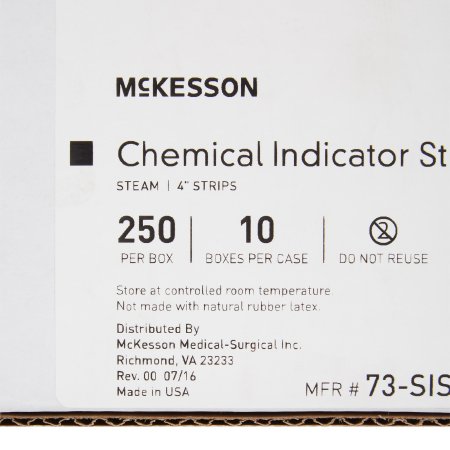 McKESSON
Chemical Indicator St
STEAM | 4" STRIPS
250 PER BOX | 10 BOXES PER CASE | DO NOT REUSE
Store at controlled room temperature.
Not made with natural rubber latex.
Distributed By
McKesson Medical-Surgical Inc.
Richmond, VA 23233
Rev. 00 07/16
Made in USA
MFR # 73-SIS